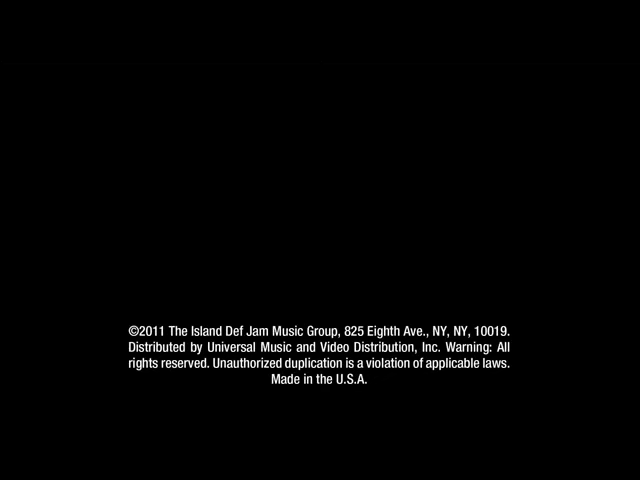 ©2011 The Island Def Jam Music Group, 825 Eighth Ave., NY, NY, 10019.
Distributed by Universal Music and Video Distribution, Inc. Warning: All
rights reserved. Unauthorized duplication is a violation of applicable laws.
Made in the U.S.A.